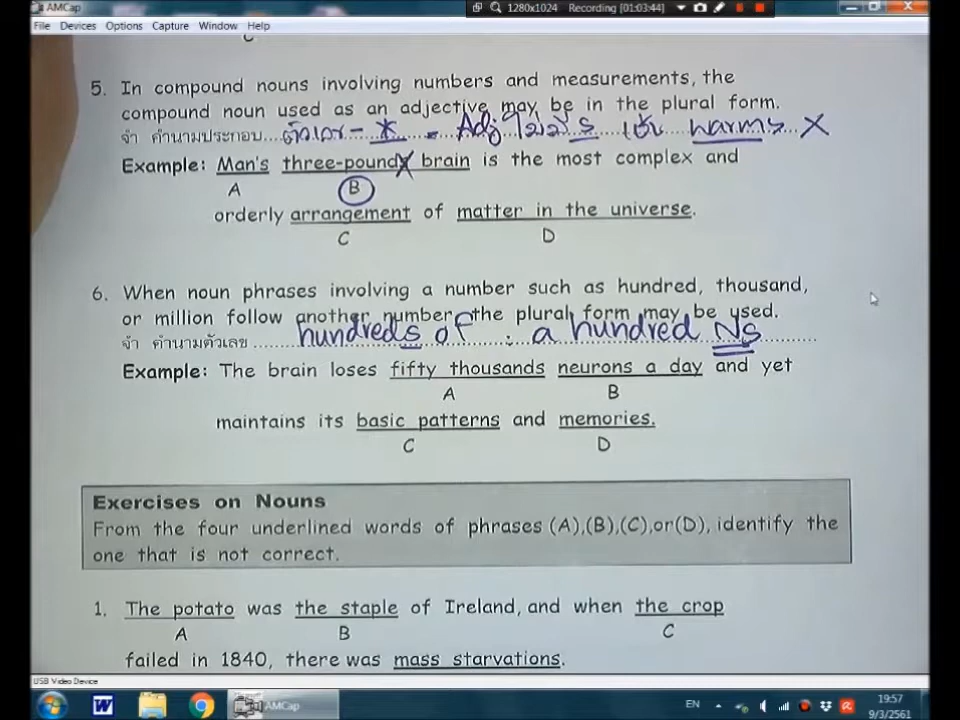 AMCap
1280x1024 Recording [01:03:44]
File Devices Options Capture Window Help
5. In compound nouns involving numbers and measurements, the
compound noun used as an adjective may be in the plural form.
จำ คำนามประกอบ Adj ไม่มี s เช่น harms X
Example: Man's three-pounds brain is the most complex and
A B
orderly arrangement of matter in the universe.
C D
6. When noun phrases involving a number such as hundred, thousand,
or million follow another number the plural form may be used.
จำ คำนามตัวเลข hundreds of : a hundred Ns
Example: The brain loses fifty thousands neurons a day and yet
A B
maintains its basic patterns and memories.
C D
Exercises on Nouns
From the four underlined words of phrases (A),(B),(C),or(D), identify the
one that is not correct.
1. The potato was the staple of Ireland, and when the crop
A B C
failed in 1840, there was mass starvations.
USB Video Device
AMCap EN 19:57
9/3/2561